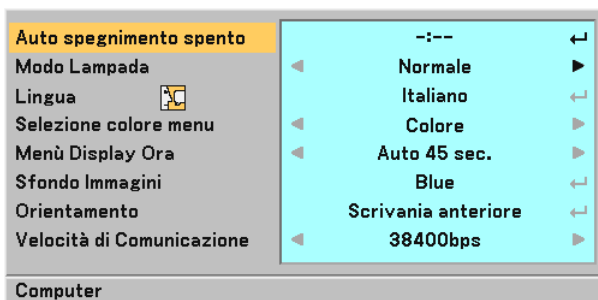 Auto spegnimento spento -:--
Modo Lampada Normale
Lingua Italiano
Selezione colore menu Colore
Menù Display Ora Auto 45 sec.
Sfondo Immagini Blue
Orientamento Scrivania anteriore
Velocità di Comunicazione 38400bps
Computer